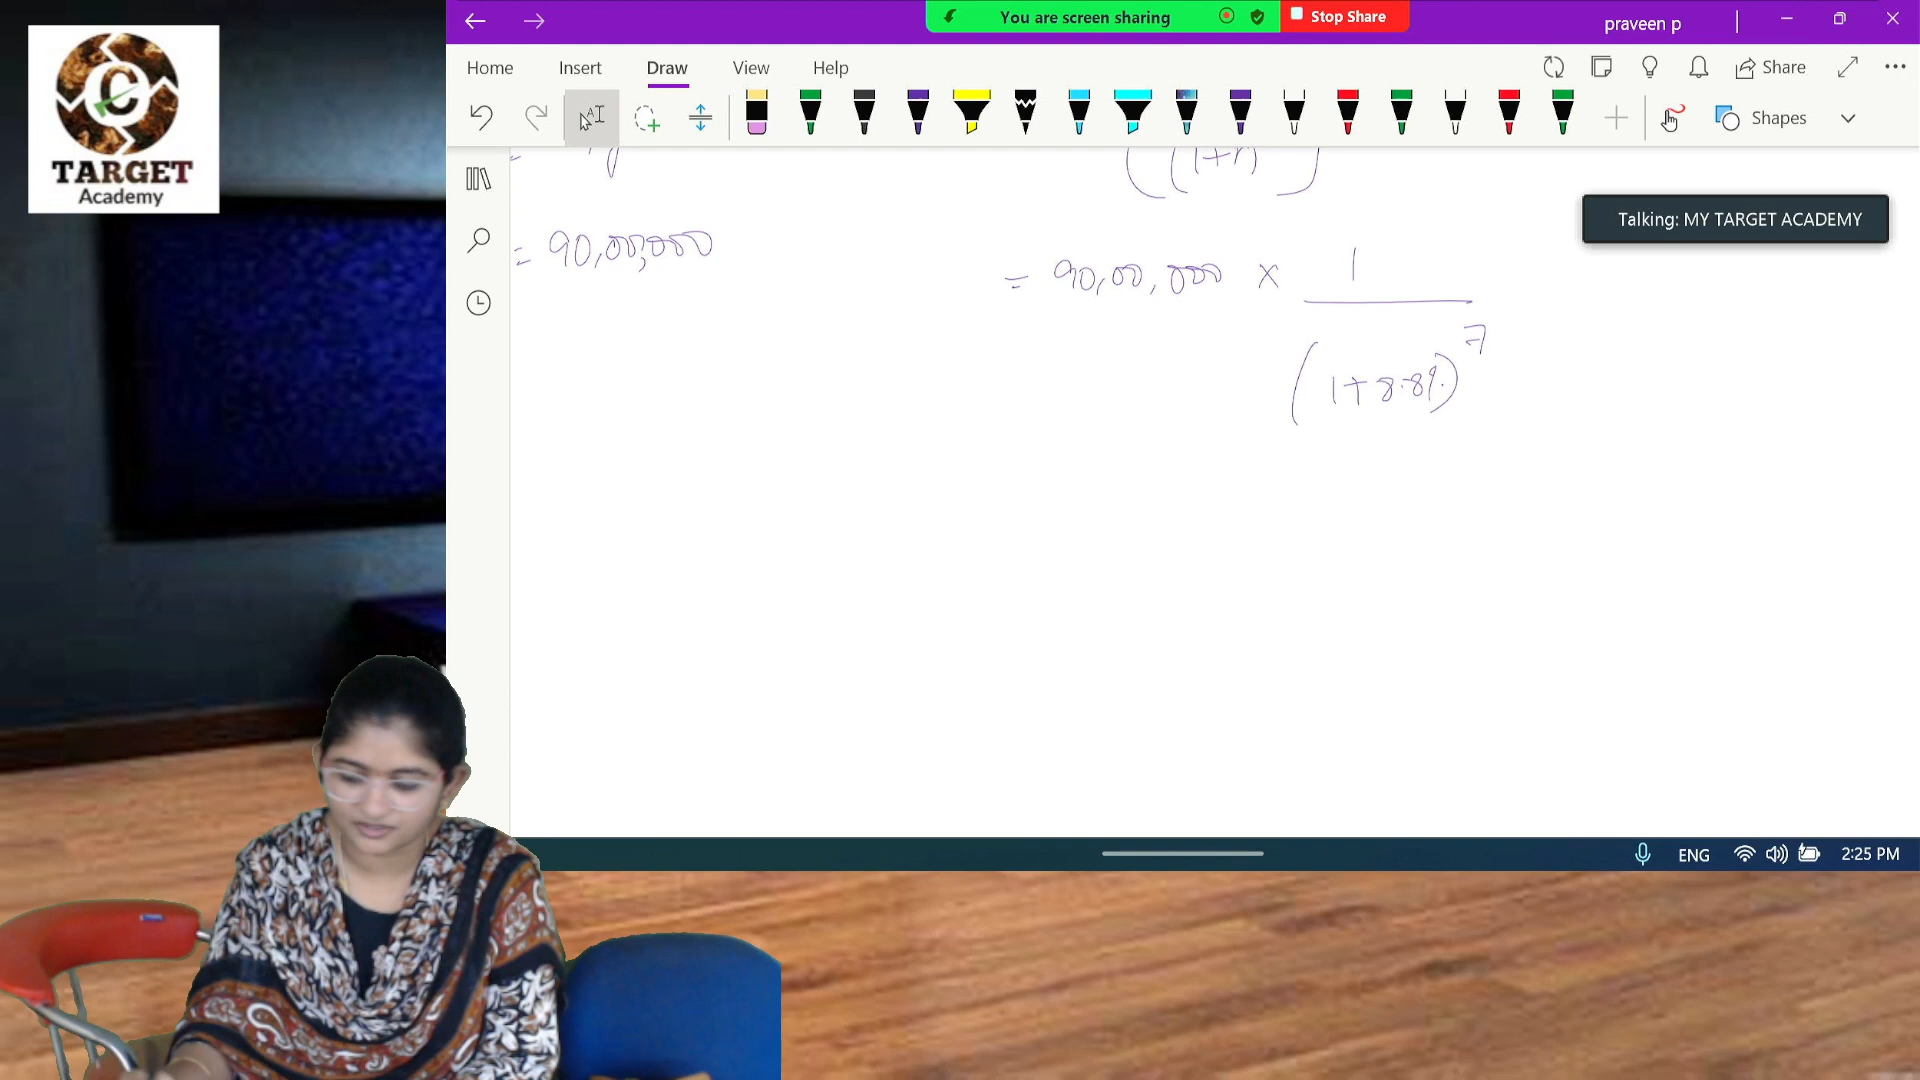 You are screen sharing
Stop Share
praveen p
Home Insert Draw View Help
Share
Shapes
C
TARGET
Academy
(1+r)
Talking: MY TARGET ACADEMY
= 90,00,000
= 90,00,000 × 1
(1+8.8%)^7
ENG 2:25 PM